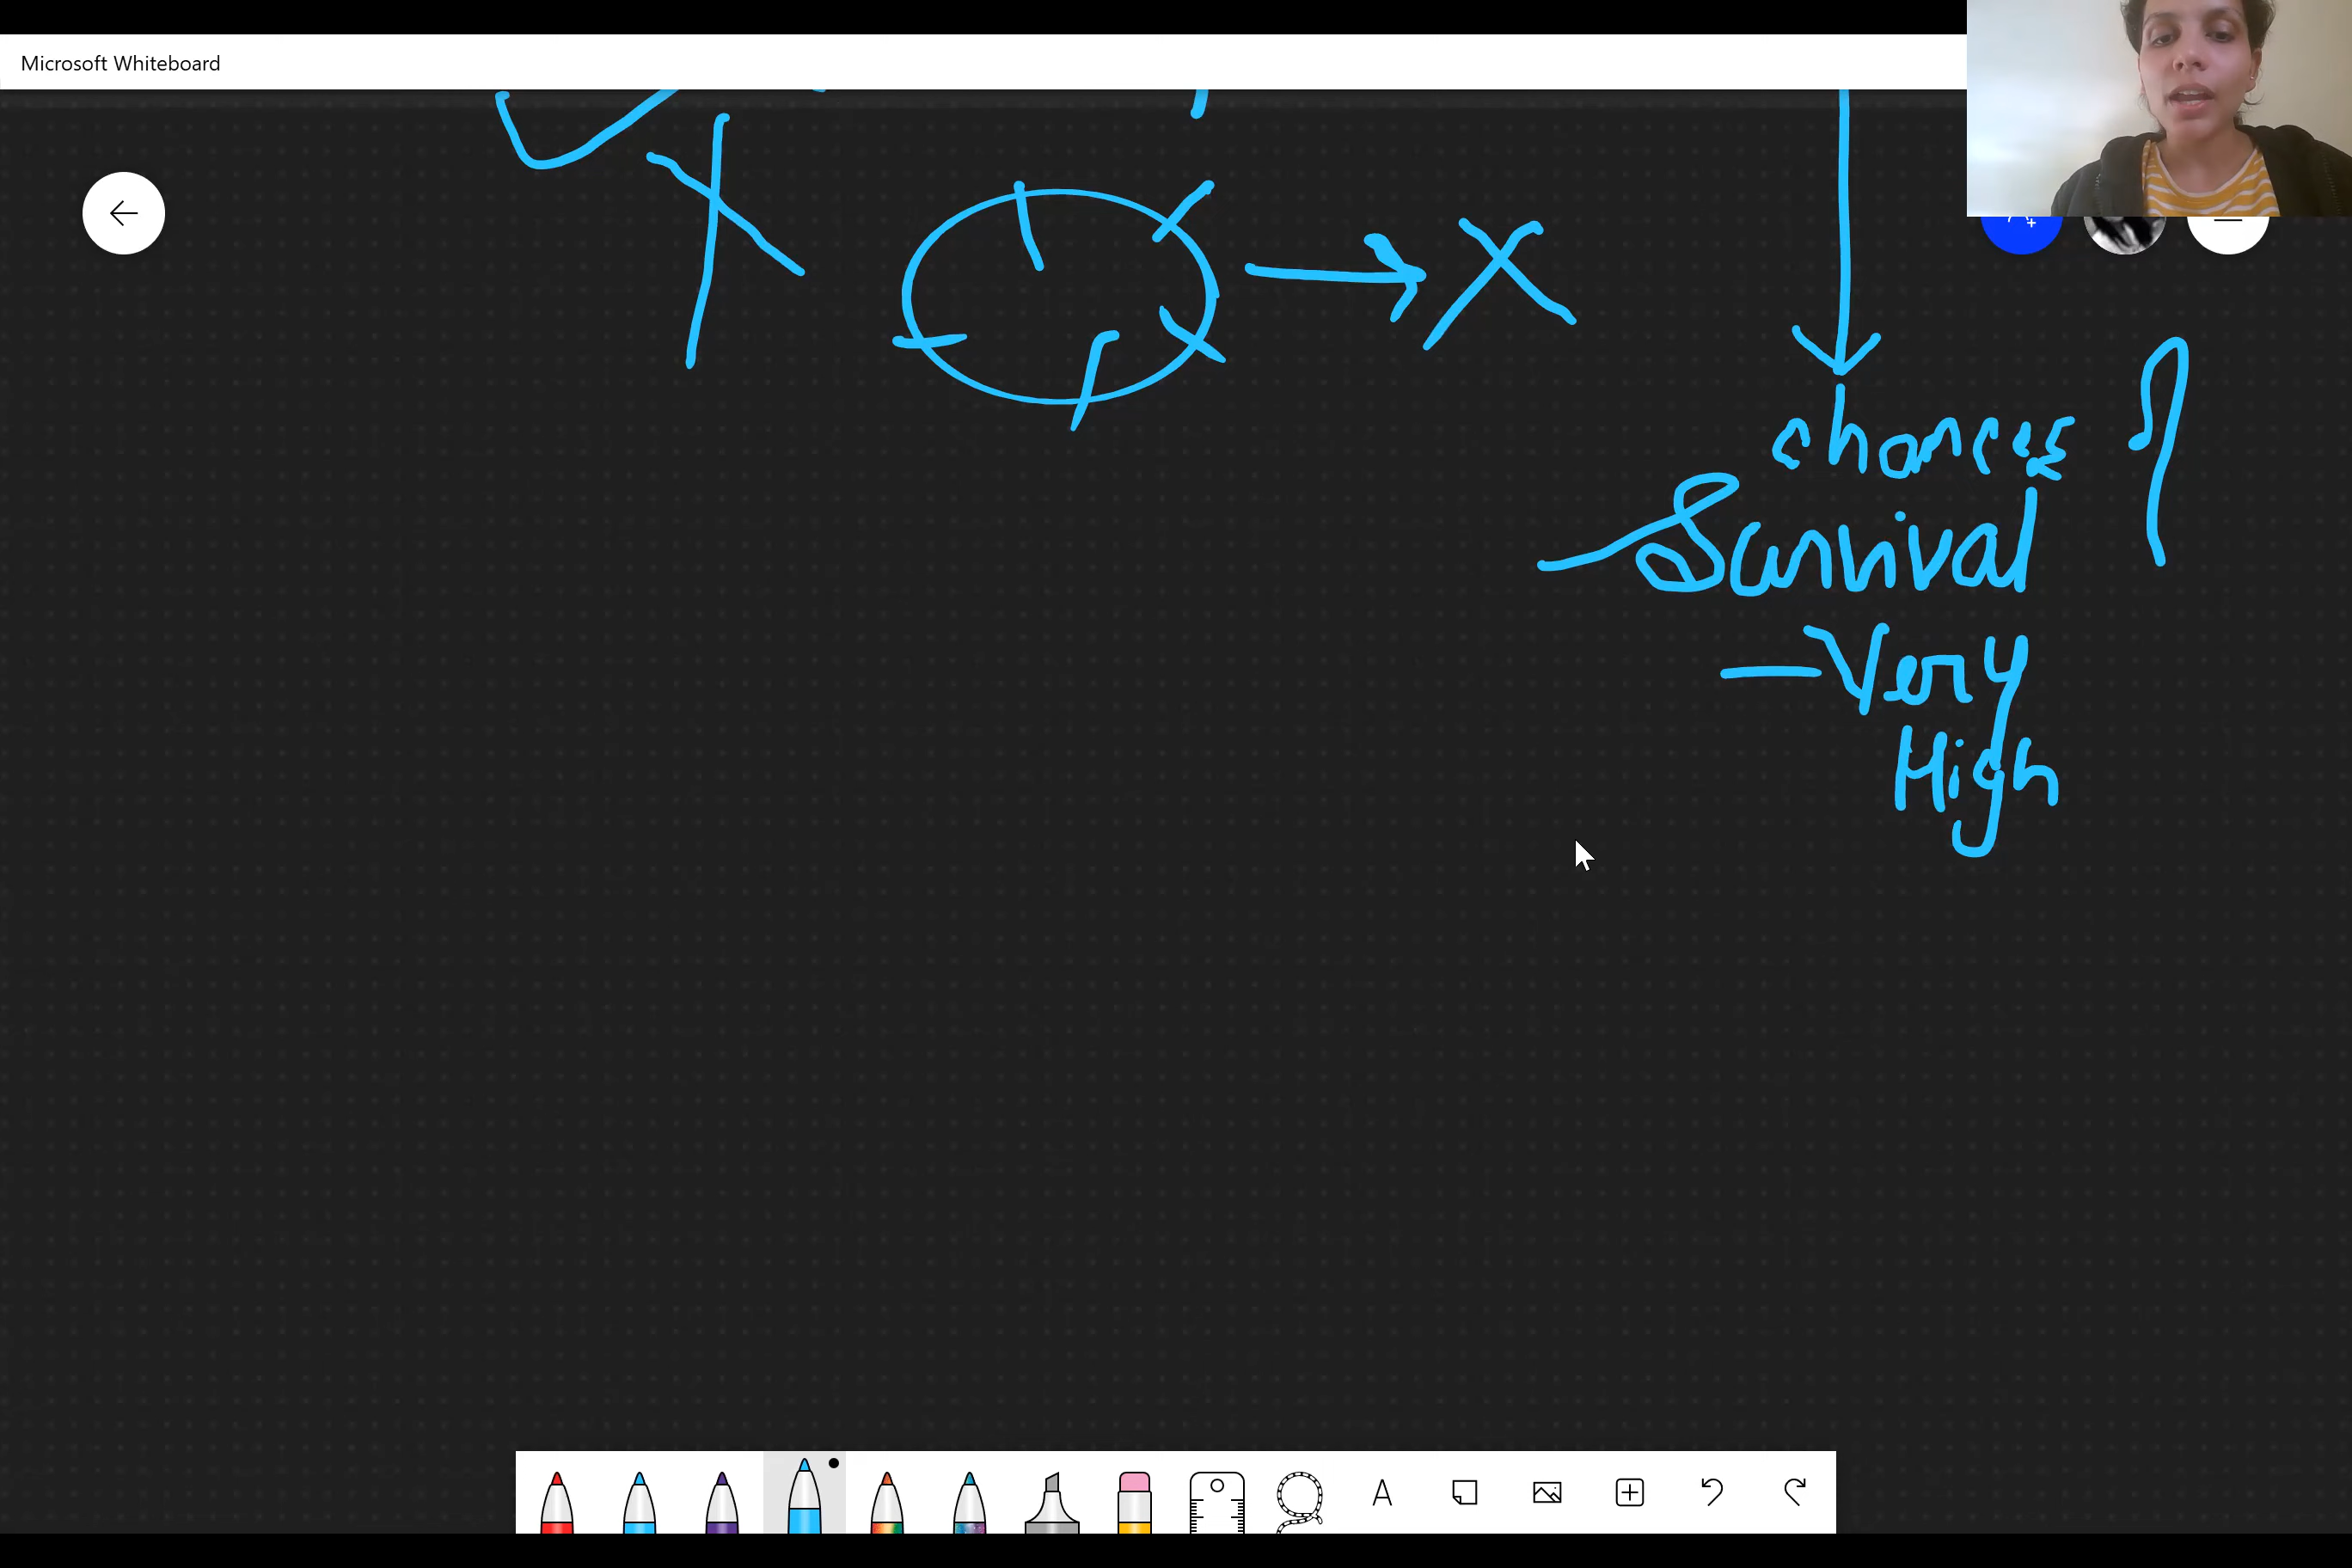 Microsoft Whiteboard
X
chances
Survival
- Very
High